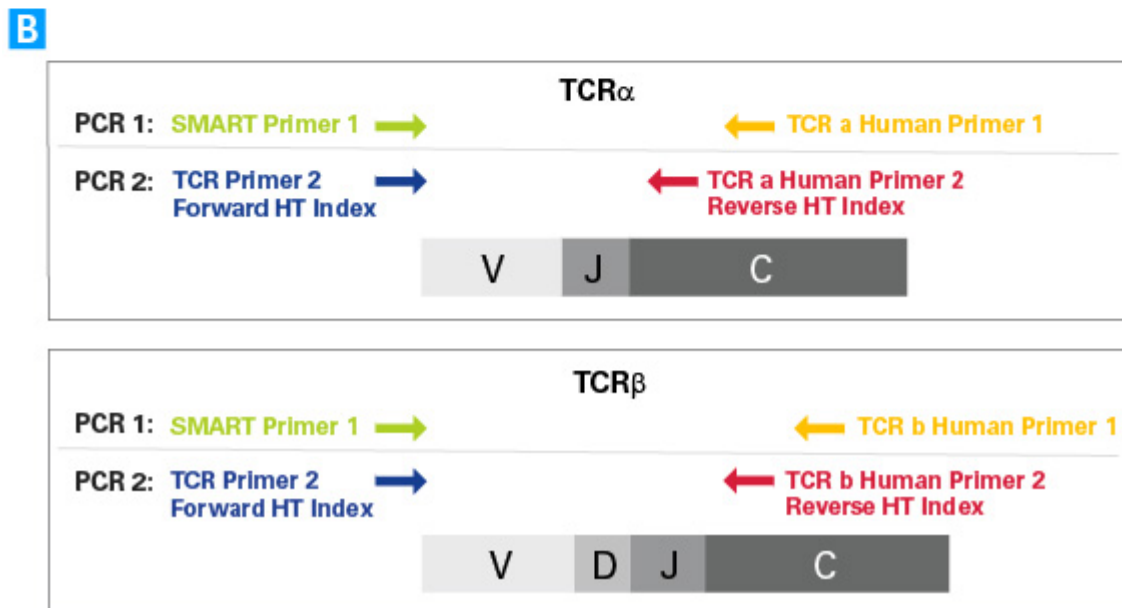 B
TCRα
PCR 1: SMART Primer 1 TCR a Human Primer 1
PCR 2: TCR Primer 2 TCR a Human Primer 2
Forward HT Index Reverse HT Index
V J C
TCRβ
PCR 1: SMART Primer 1 TCR b Human Primer 1
PCR 2: TCR Primer 2 TCR b Human Primer 2
Forward HT Index Reverse HT Index
V D J C